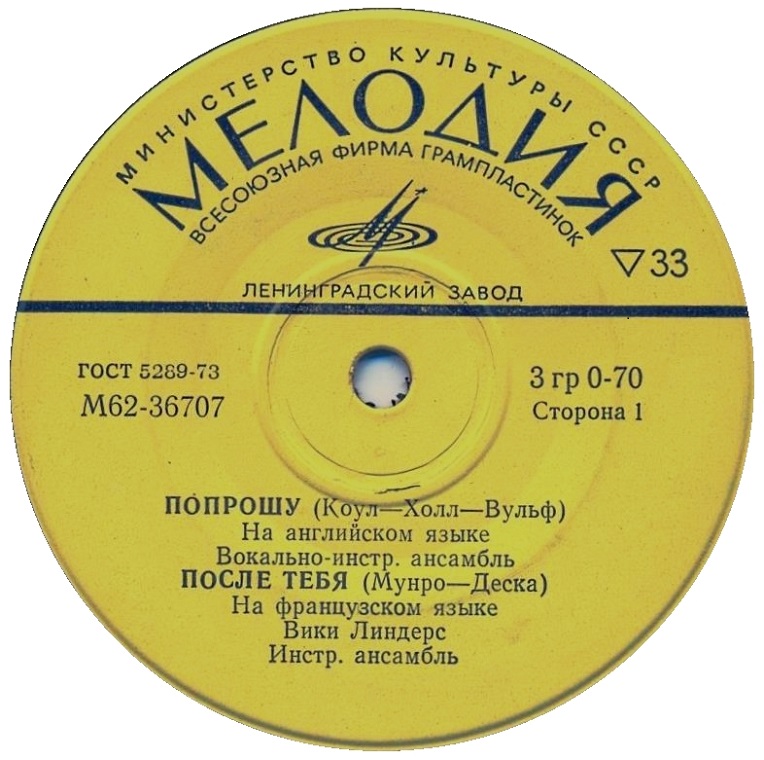 МИНИСТЕРСТВО КУЛЬТУРЫ СССР
МЕЛОДИЯ
ВСЕСОЮЗНАЯ ФИРМА ГРАМПЛАСТИНОК
▽33
ЛЕНИНГРАДСКИЙ ЗАВОД
ГОСТ 5289-73
3 гр 0-70
М62-36707
Сторона 1
ПОПРОШУ (Коул—Холл—Вульф)
На английском языке
Вокально-инстр. ансамбль
ПОСЛЕ ТЕБЯ (Мунро—Деска)
На французском языке
Вики Линдерс
Инстр. ансамбль